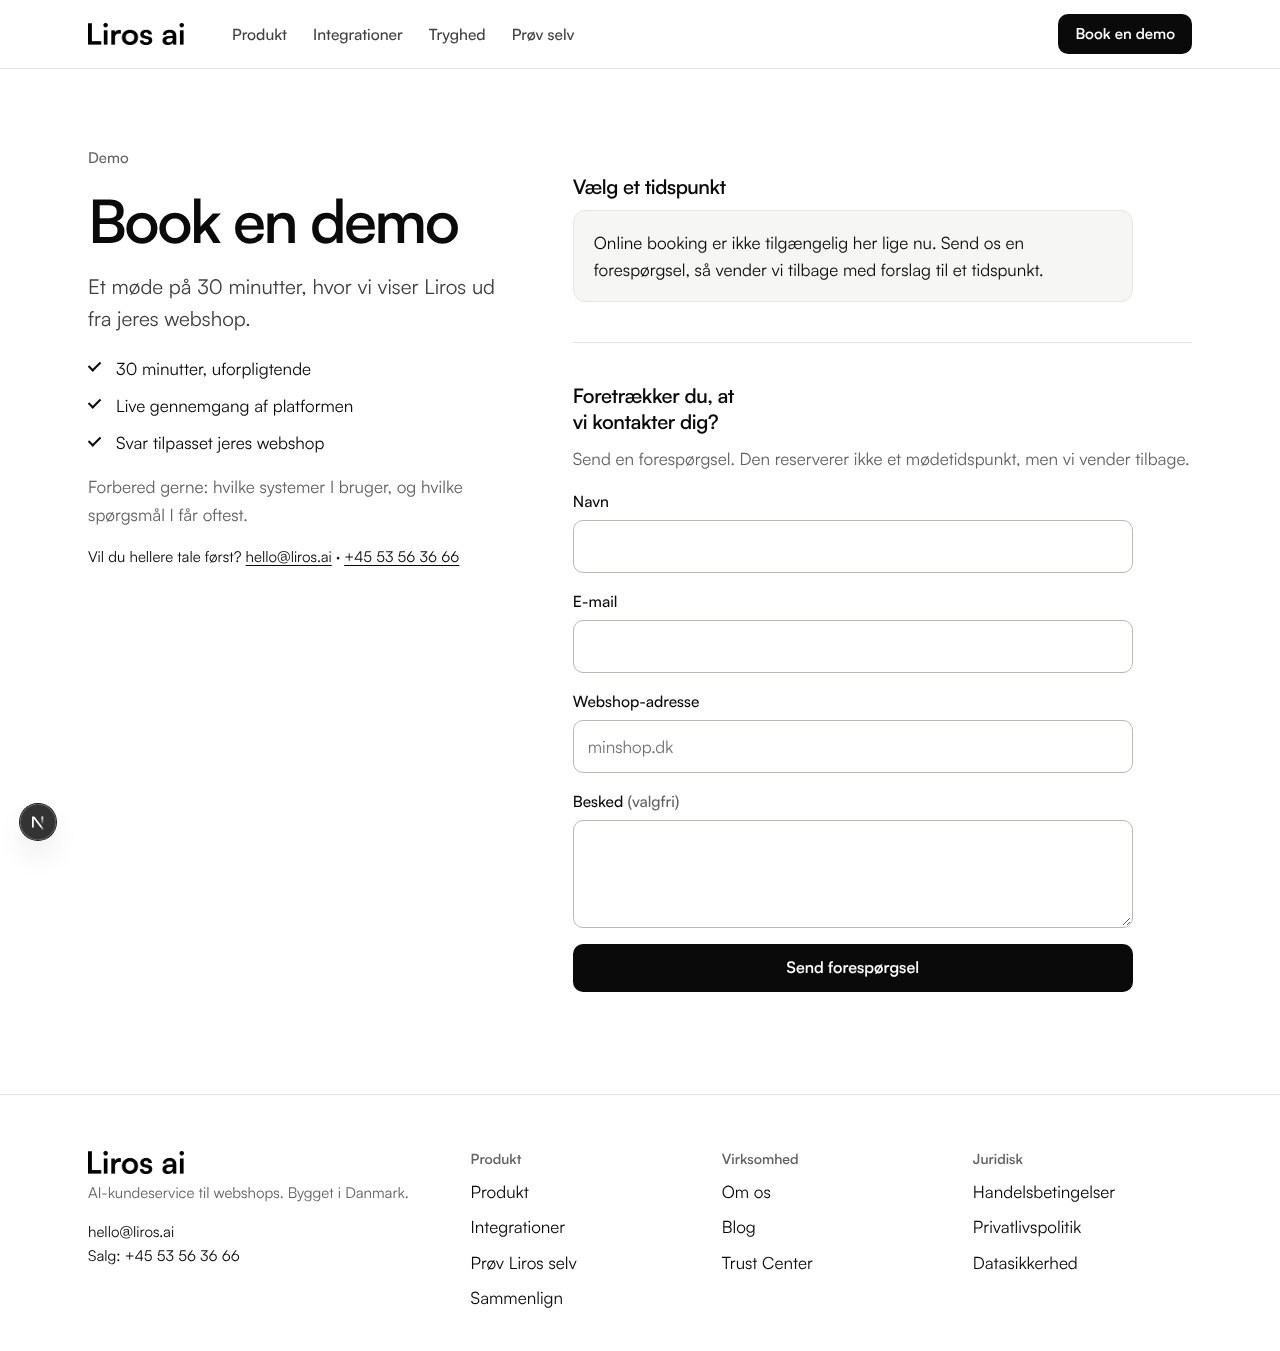 Liros ai
Produkt
Integrationer
Tryghed
Prøv selv
Book en demo
Demo
Book en demo
Et møde på 30 minutter, hvor vi viser Liros ud
fra jeres webshop.
30 minutter, uforpligtende
Live gennemgang af platformen
Svar tilpasset jeres webshop
Forbered gerne: hvilke systemer I bruger, og hvilke
spørgsmål I får oftest.
Vil du hellere tale først? hello@liros.ai · +45 53 56 36 66
Vælg et tidspunkt
Online booking er ikke tilgængelig her lige nu. Send os en
forespørgsel, så vender vi tilbage med forslag til et tidspunkt.
Foretrækker du, at
vi kontakter dig?
Send en forespørgsel. Den reserverer ikke et mødetidspunkt, men vi vender tilbage.
Navn
E-mail
Webshop-adresse
minshop.dk
Besked (valgfri)
Send forespørgsel
N
Liros ai
AI-kundeservice til webshops. Bygget i Danmark.
hello@liros.ai
Salg: +45 53 56 36 66
Produkt
Produkt
Integrationer
Prøv Liros selv
Sammenlign
Virksomhed
Om os
Blog
Trust Center
Juridisk
Handelsbetingelser
Privatlivspolitik
Datasikkerhed